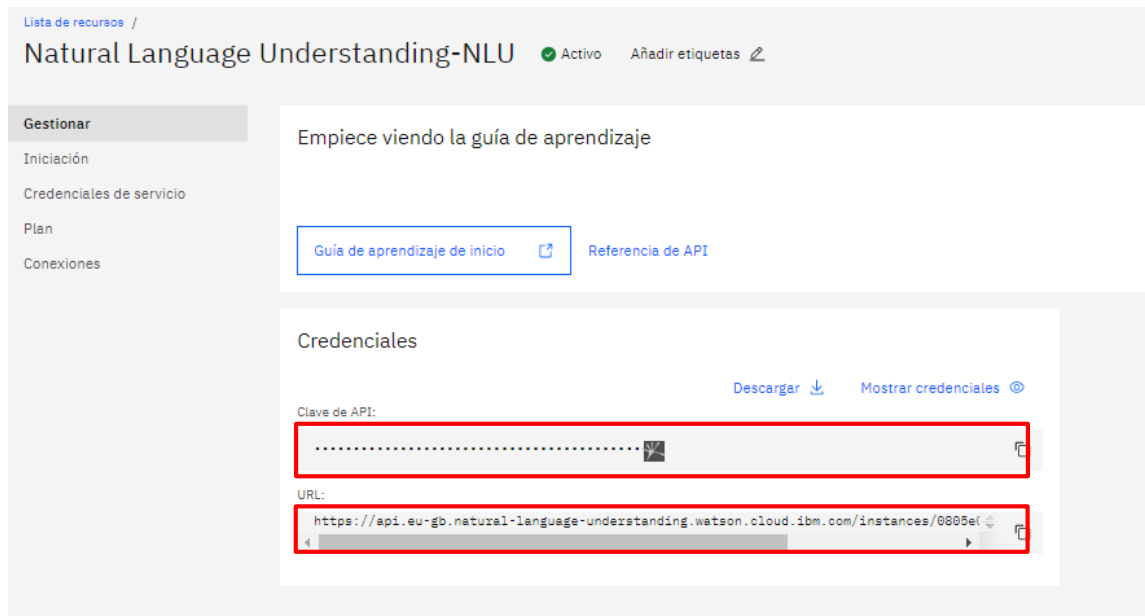 Lista de recursos /
Natural Language Understanding-NLU Activo Añadir etiquetas
Gestionar
Iniciación
Credenciales de servicio
Plan
Conexiones
Empiece viendo la guía de aprendizaje
Guía de aprendizaje de inicio Referencia de API
Credenciales
Descargar Mostrar credenciales
Clave de API:
URL:
https://api.eu-gb.natural-language-understanding.watson.cloud.ibm.com/instances/0805e